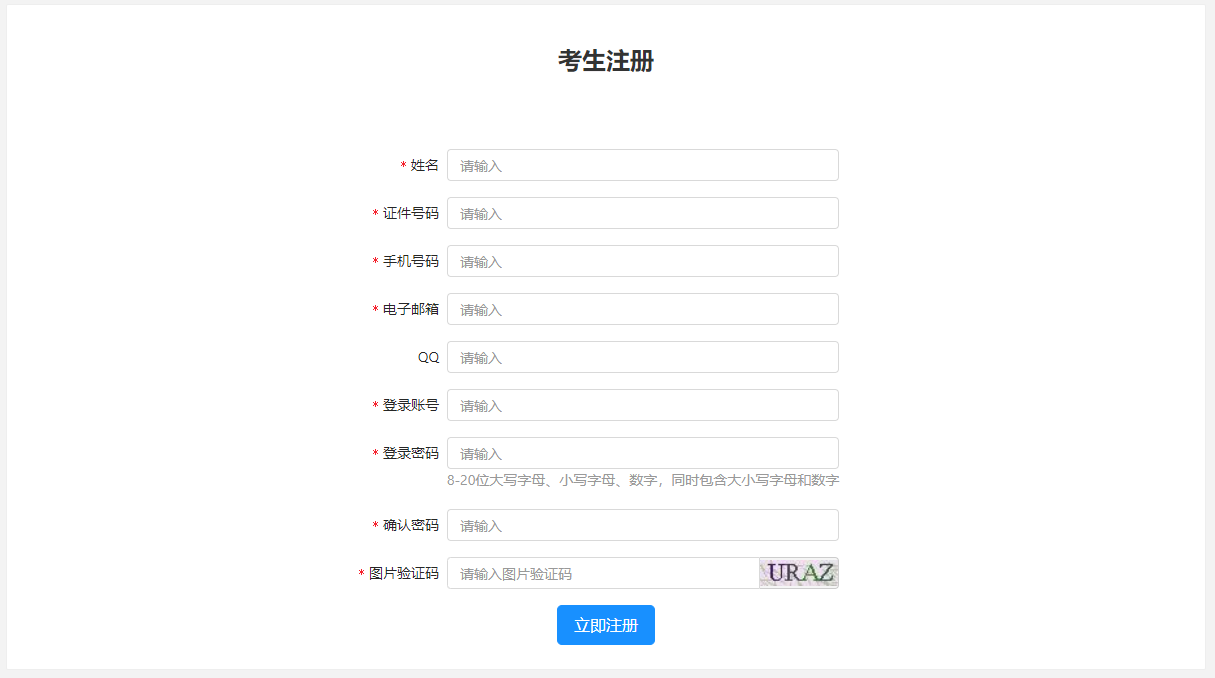 考生注册
* 姓名 请输入
* 证件号码 请输入
* 手机号码 请输入
* 电子邮箱 请输入
QQ 请输入
* 登录账号 请输入
* 登录密码 请输入
8-20位大写字母、小写字母、数字，同时包含大小写字母和数字
* 确认密码 请输入
* 图片验证码 请输入图片验证码 URAZ
立即注册